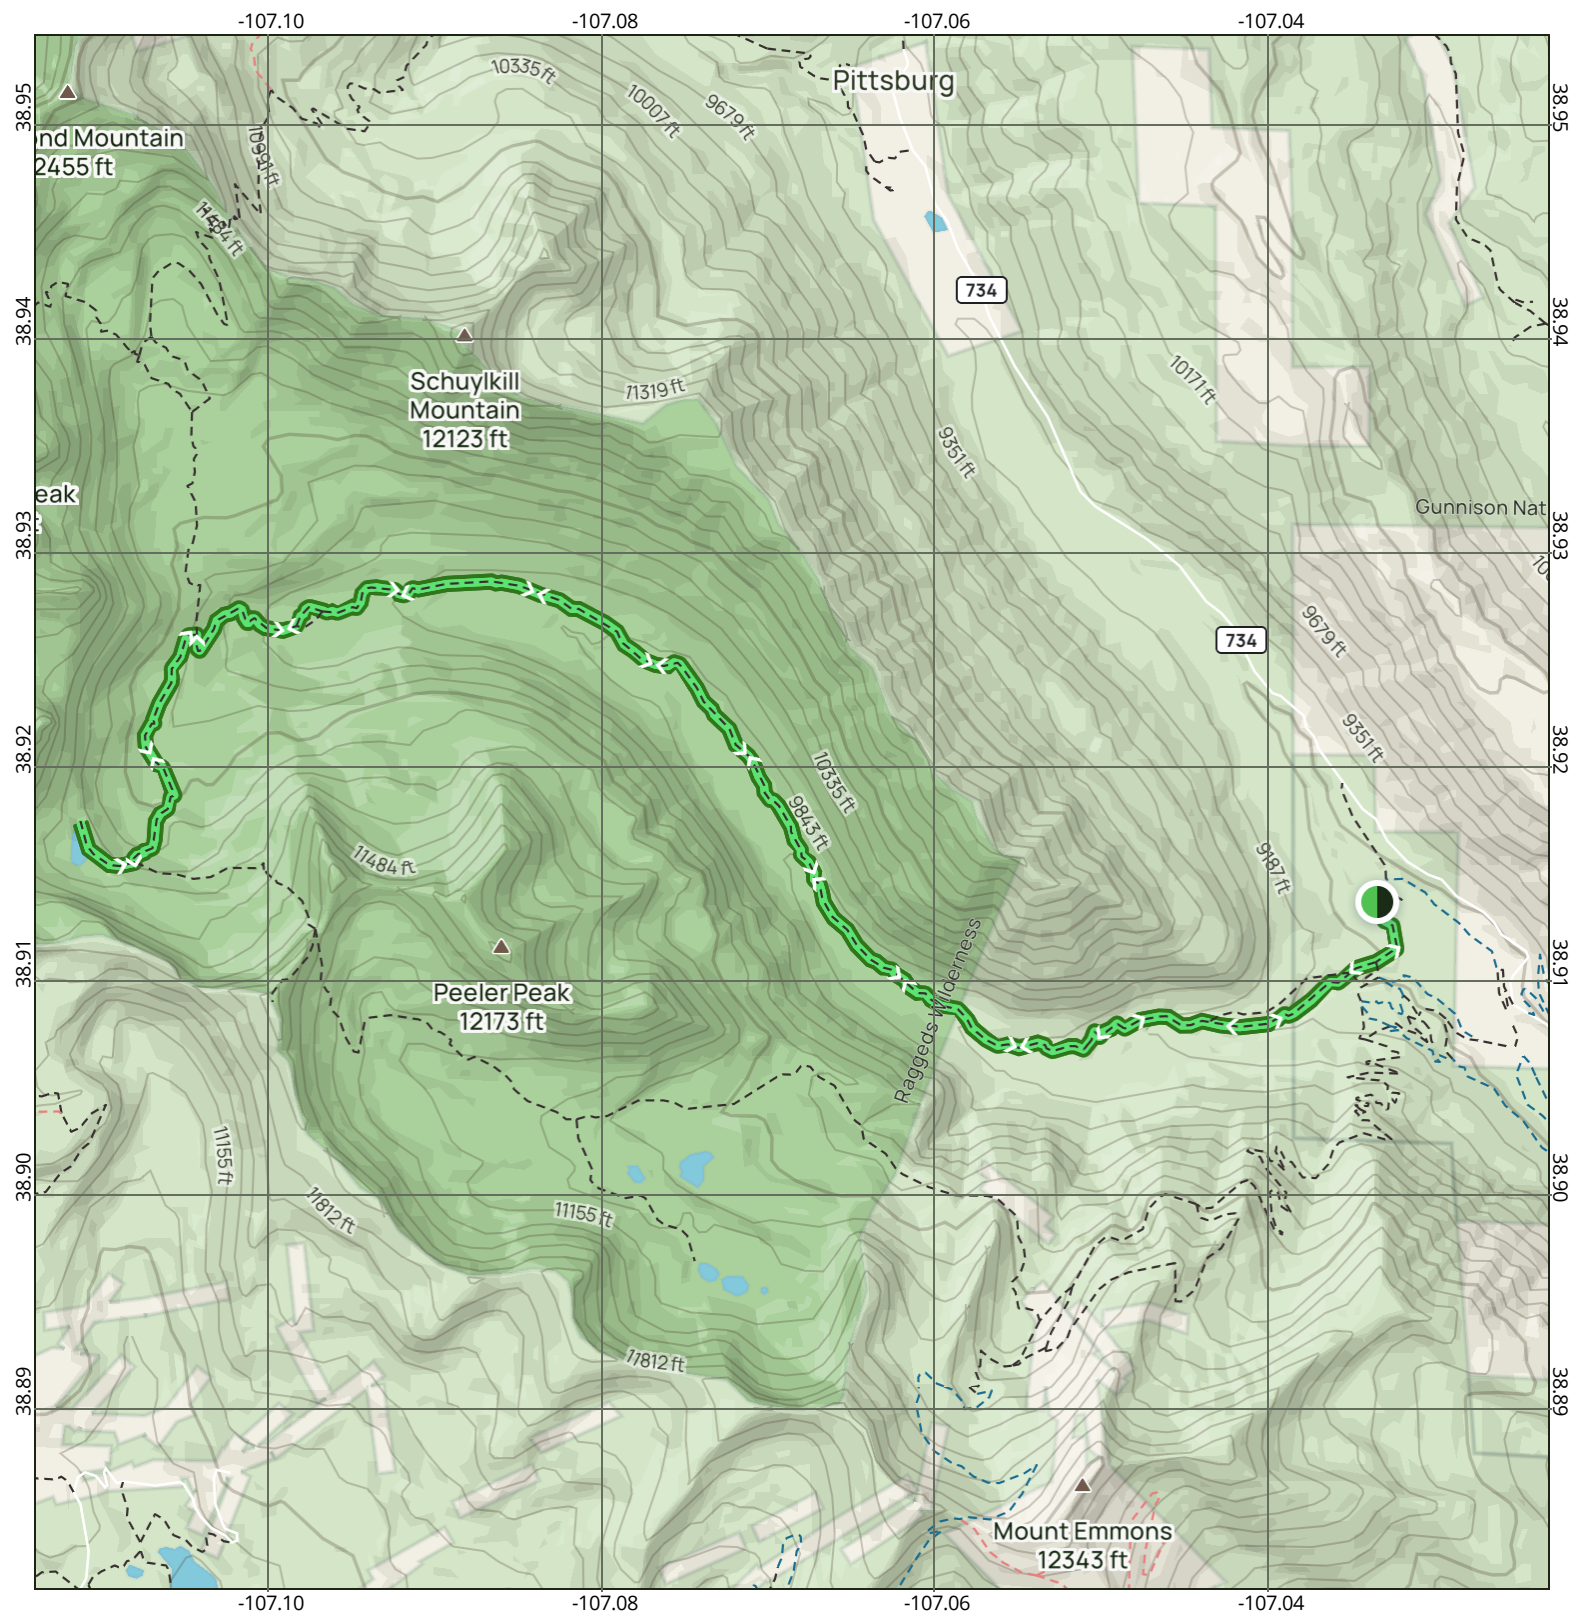 -107.10
-107.08
-107.06
-107.04
38.95
38.95
Pittsburg
10335 ft
10007 ft
9679 ft
10991 ft
ond Mountain
2455 ft
11484 ft
734
38.94
38.94
Schuylkill
Mountain
12123 ft
11319 ft
10171 ft
9351 ft
eak
Gunnison Nat
38.93
38.93
734
9679 ft
9351 ft
38.92
38.92
10335 ft
9843 ft
11484 ft
9187 ft
38.91
38.91
Peeler Peak
12173 ft
Raggeds Wilderness
11155 ft
38.90
38.90
11812 ft
11155 ft
11812 ft
38.89
38.89
Mount Emmons
12343 ft
-107.10
-107.08
-107.06
-107.04